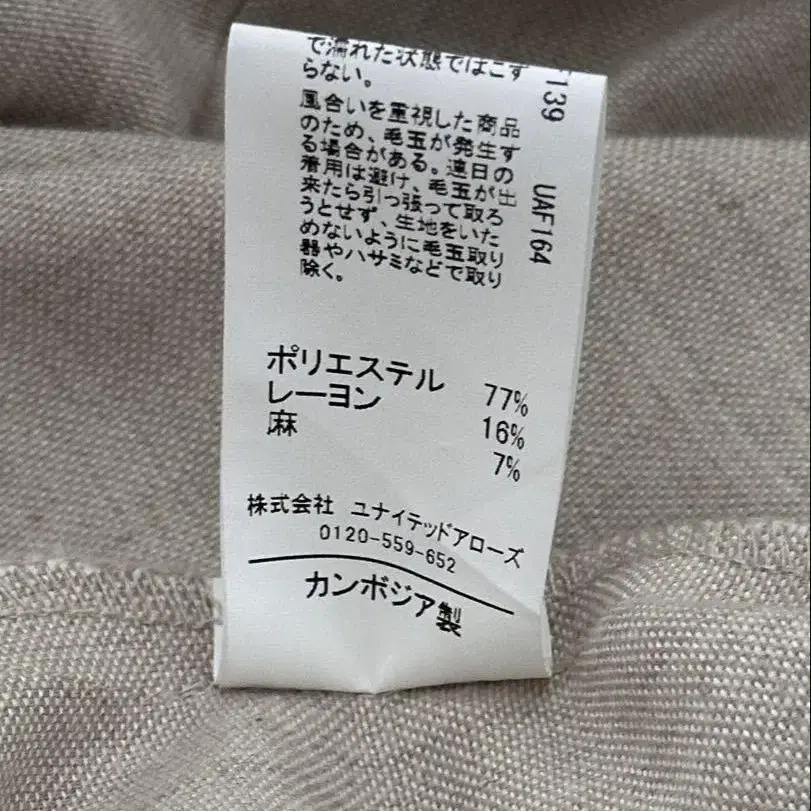 で濡れた状態ではこす
らない。
風合いを重視した商品
のため、毛玉が発生す
る場合がある。連日の
着用は避け、毛玉が出
来たら引っ張って取ろ
うとせず、生地をいた
めないように毛玉取り
器やハサミなどで取り
除く。
139
UAF164
ポリエステル 77%
レーヨン 16%
麻 7%
株式会社 ユナイテッドアローズ
0120-559-652
カンボジア製